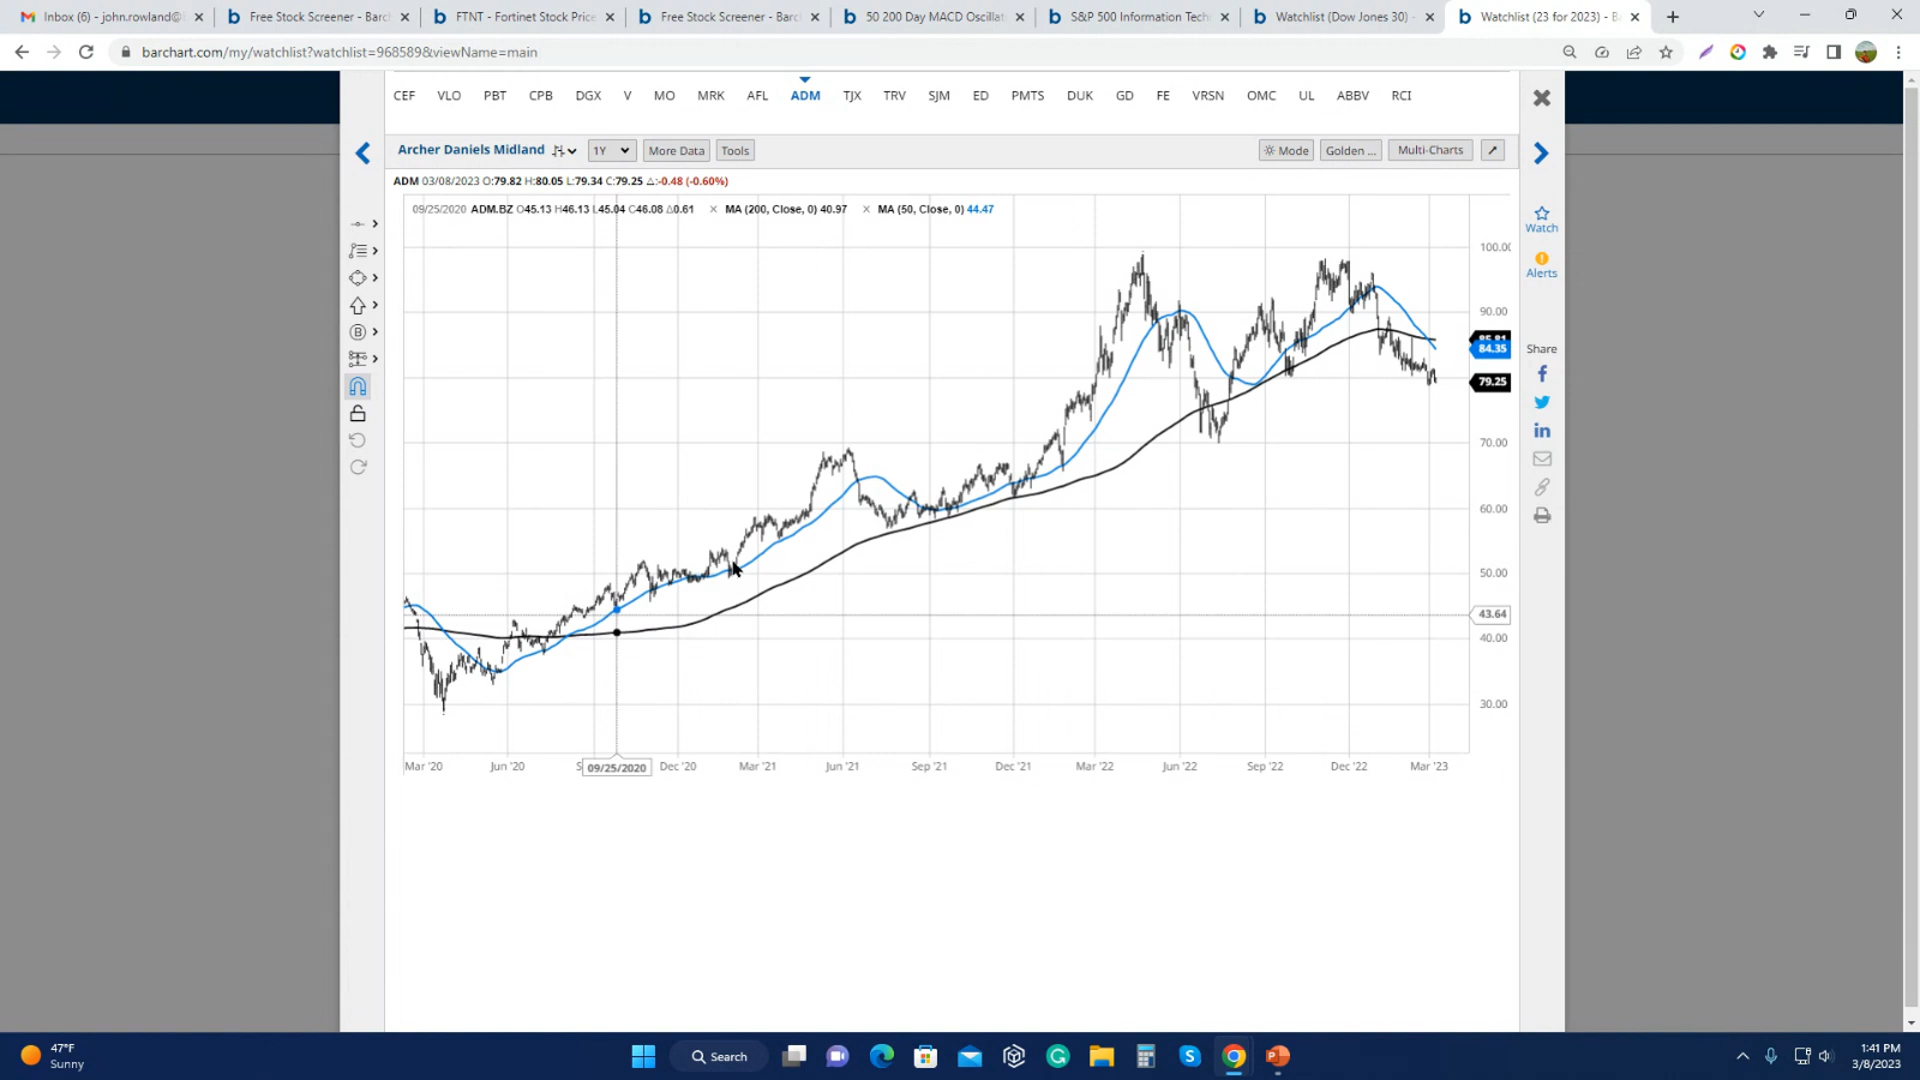 Inbox (6) - john.rowland@
Free Stock Screener - Barc
FTNT - Fortinet Stock Price
Free Stock Screener - Barc
50 200 Day MACD Oscillat
S&P 500 Information Tech
Watchlist (Dow Jones 30) -
Watchlist (23 for 2023) - B
barchart.com/my/watchlist?watchlist=968589&viewName=main
CEF VLO PBT CPB DGX V MO MRK AFL ADM TJX TRV SJM ED PMTS DUK GD FE VRSN OMC UL ABBV RCI
Archer Daniels Midland 1Y More Data Tools Mode Golden ... Multi-Charts
ADM 03/08/2023 O:79.82 H:80.05 L:79.34 C:79.25 Δ:-0.48 (-0.60%)
09/25/2020 ADM.BZ O45.13 H46.13 L45.04 C46.08 Δ0.61 × MA (200, Close, 0) 40.97 × MA (50, Close, 0) 44.47
Watch
Alerts
Share
100.00
90.00
84.35
79.25
70.00
60.00
50.00
43.64
40.00
30.00
Mar '20 Jun '20 09/25/2020 Dec '20 Mar '21 Jun '21 Sep '21 Dec '21 Mar '22 Jun '22 Sep '22 Dec '22 Mar '23
47°F
Sunny
Search
1:41 PM
3/8/2023